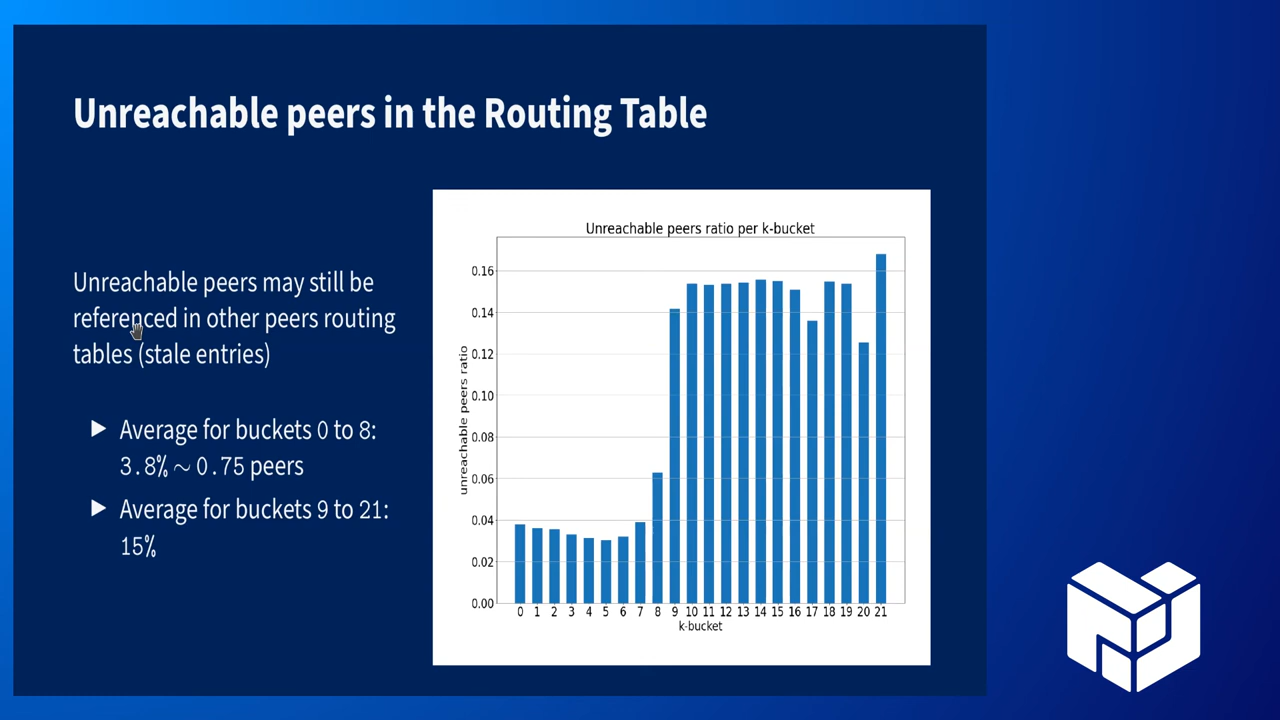 Unreachable peers in the Routing Table
Unreachable peers may still be
referenced in other peers routing
tables (stale entries)
Average for buckets 0 to 8:
3.8% ~ 0.75 peers
Average for buckets 9 to 21:
15%
Unreachable peers ratio per k-bucket
unreachable peers ratio
0.16
0.14
0.12
0.10
0.08
0.06
0.04
0.02
0.00
0 1 2 3 4 5 6 7 8 9 10 11 12 13 14 15 16 17 18 19 20 21
k-bucket